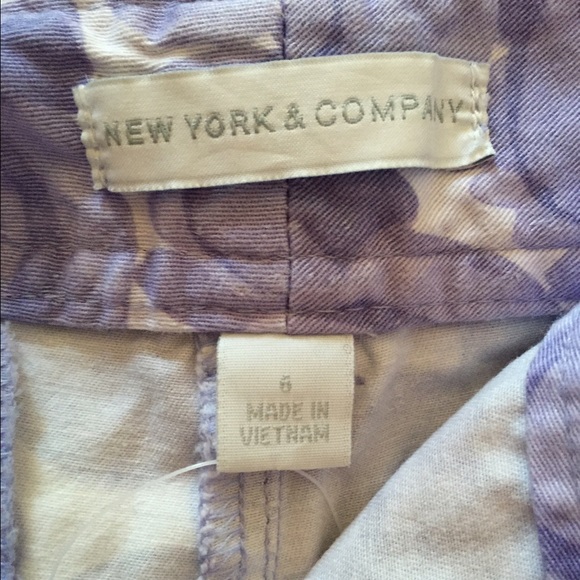 NEW YORK & COMPANY
6
MADE IN
VIETNAM